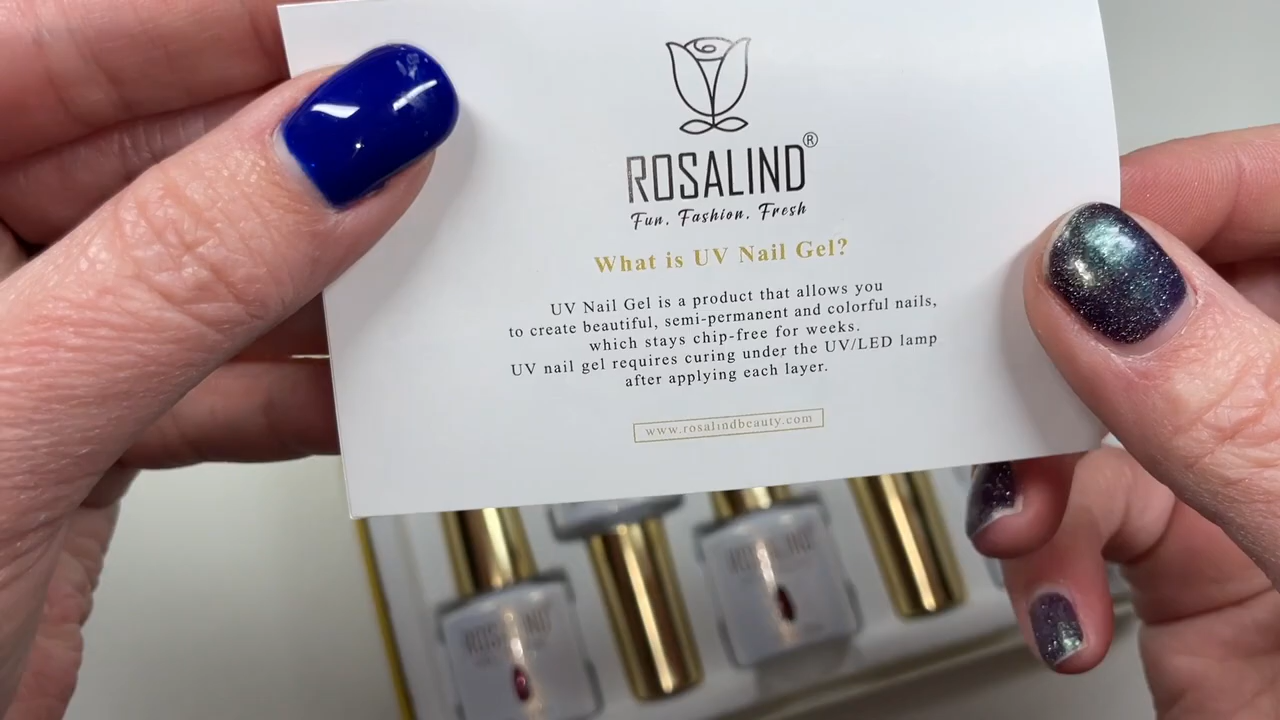 ROSALIND®
Fun. Fashion. Fresh
What is UV Nail Gel?
UV Nail Gel is a product that allows you
to create beautiful, semi-permanent and colorful nails,
which stays chip-free for weeks.
UV nail gel requires curing under the UV/LED lamp
after applying each layer.
www.rosalindbeauty.com
ROSALIND
ROSALIND